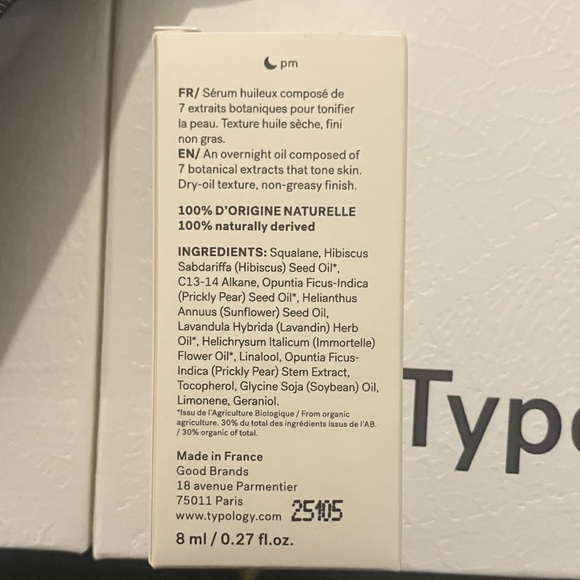 pm
FR/ Sérum huileux composé de
7 extraits botaniques pour tonifier
la peau. Texture huile sèche, fini
non gras.
EN/ An overnight oil composed of
7 botanical extracts that tone skin.
Dry-oil texture, non-greasy finish.
100% D'ORIGINE NATURELLE
100% naturally derived
INGREDIENTS: Squalane, Hibiscus
Sabdariffa (Hibiscus) Seed Oil*,
C13-14 Alkane, Opuntia Ficus-Indica
(Prickly Pear) Seed Oil*, Helianthus
Annuus (Sunflower) Seed Oil,
Lavandula Hybrida (Lavandin) Herb
Oil*, Helichrysum Italicum (Immortelle)
Flower Oil*, Linalool, Opuntia Ficus-
Indica (Prickly Pear) Stem Extract,
Tocopherol, Glycine Soja (Soybean) Oil,
Limonene, Geraniol.
*Issu de l'Agriculture Biologique / From organic
agriculture. 30% du total des ingrédients issus de l'AB.
/ 30% organic of total.
Made in France
Good Brands
18 avenue Parmentier
75011 Paris
www.typology.com 25105
8 ml / 0.27 fl.oz.
Typo